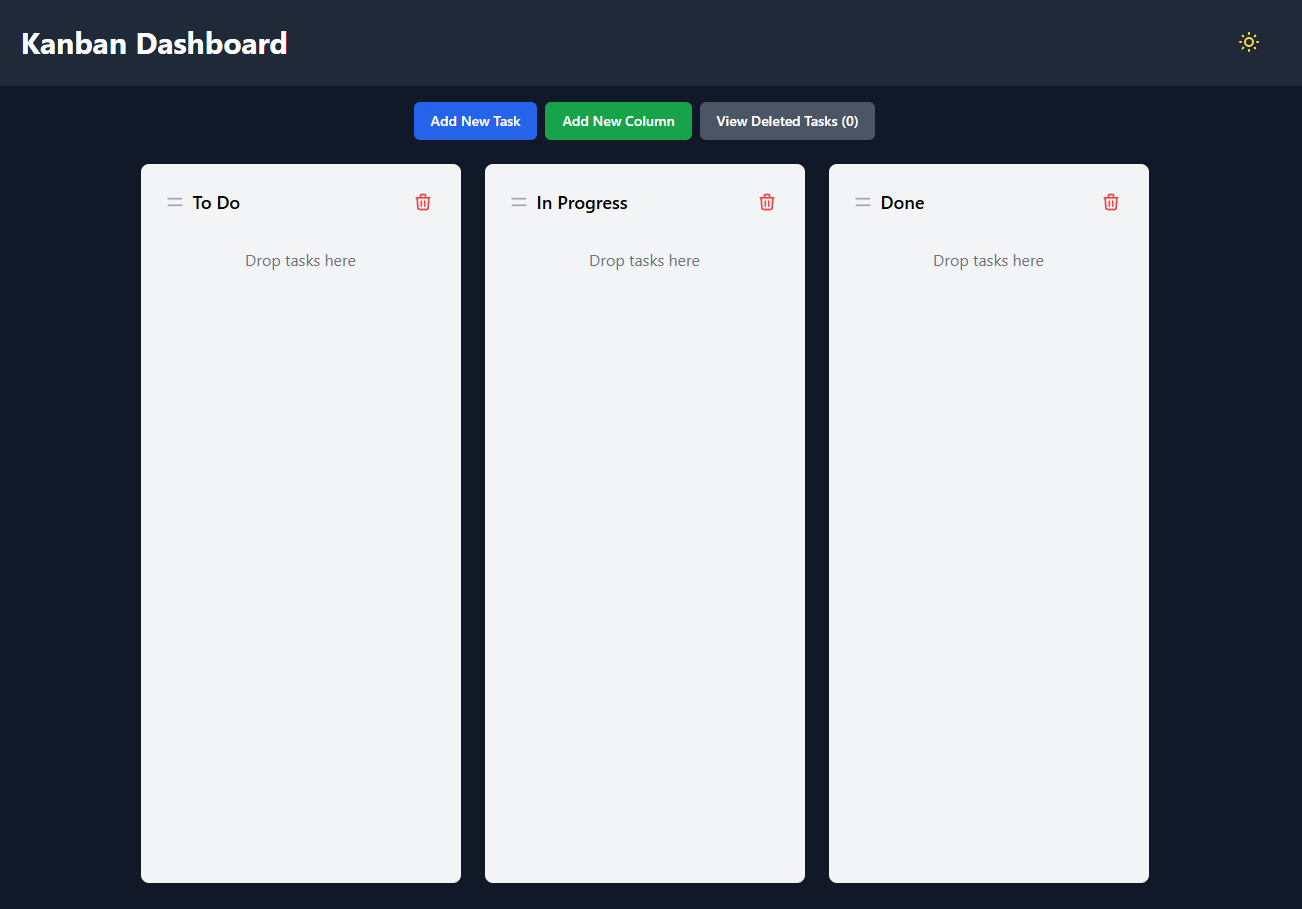 Kanban Dashboard
Add New Task
Add New Column
View Deleted Tasks (0)
To Do
In Progress
Done
Drop tasks here
Drop tasks here
Drop tasks here